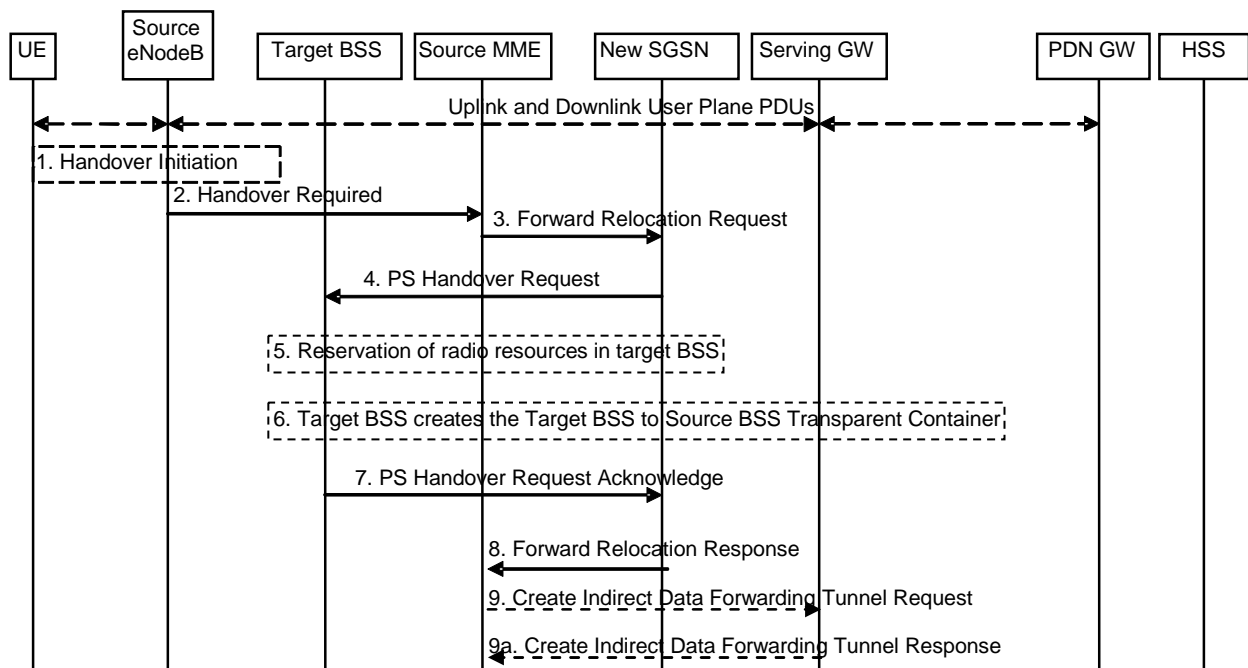 Source
UE eNodeB Target BSS Source MME New SGSN Serving GW PDN GW HSS
Uplink and Downlink User Plane PDUs
1. Handover Initiation
2. Handover Required
3. Forward Relocation Request
4. PS Handover Request
5. Reservation of radio resources in target BSS
6. Target BSS creates the Target BSS to Source BSS Transparent Container
7. PS Handover Request Acknowledge
8. Forward Relocation Response
9. Create Indirect Data Forwarding Tunnel Request
9a. Create Indirect Data Forwarding Tunnel Response